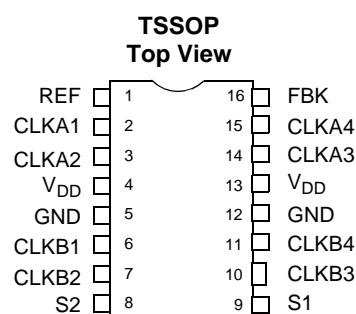 TSSOP
Top View
REF 1 16 FBK
CLKA1 2 15 CLKA4
CLKA2 3 14 CLKA3
VDD 4 13 VDD
GND 5 12 GND
CLKB1 6 11 CLKB4
CLKB2 7 10 CLKB3
S2 8 9 S1